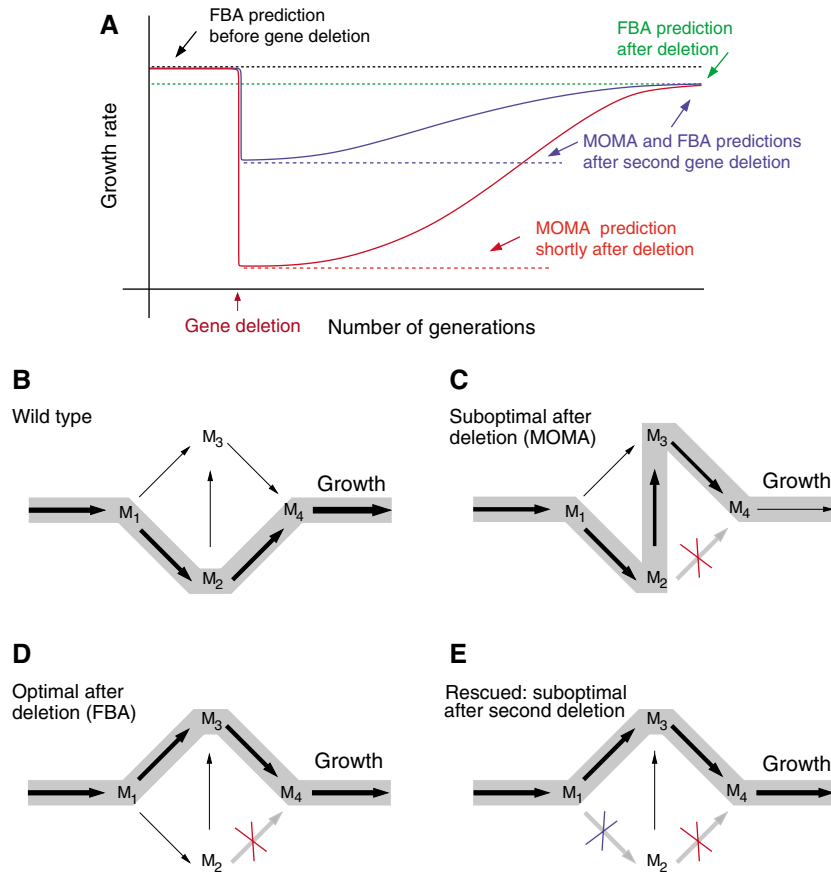 A
FBA prediction
before gene deletion
FBA prediction
after deletion
Growth rate
MOMA and FBA predictions
after second gene deletion
MOMA prediction
shortly after deletion
Gene deletion
Number of generations
B
Wild type
M3
Growth
M1
M4
M2
C
Suboptimal after
deletion (MOMA)
M3
Growth
M1
M4
M2
D
Optimal after
deletion (FBA)
M3
Growth
M1
M4
M2
E
Rescued: suboptimal
after second deletion
M3
Growth
M1
M4
M2